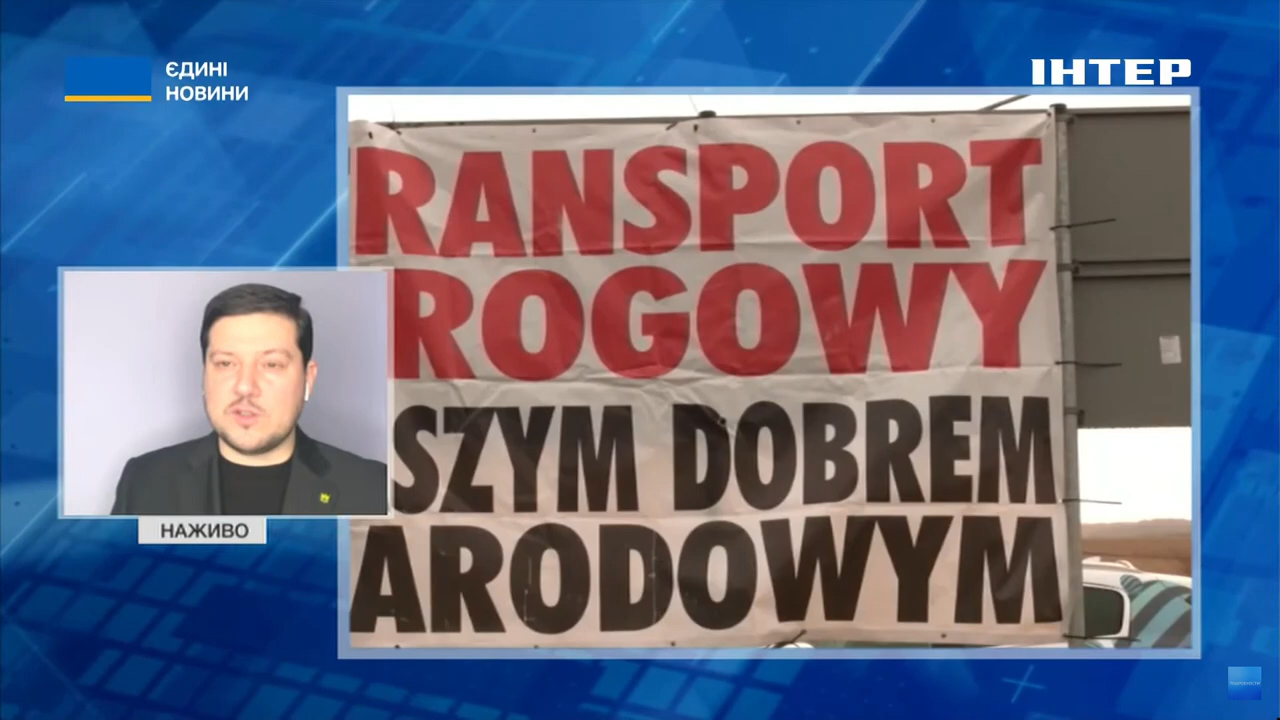 ЄДИНІ
НОВИНИ
ІНТЕР
RANSPORT
ROGOWY
SZYM DOBREM
ARODOWYM
НАЖИВО